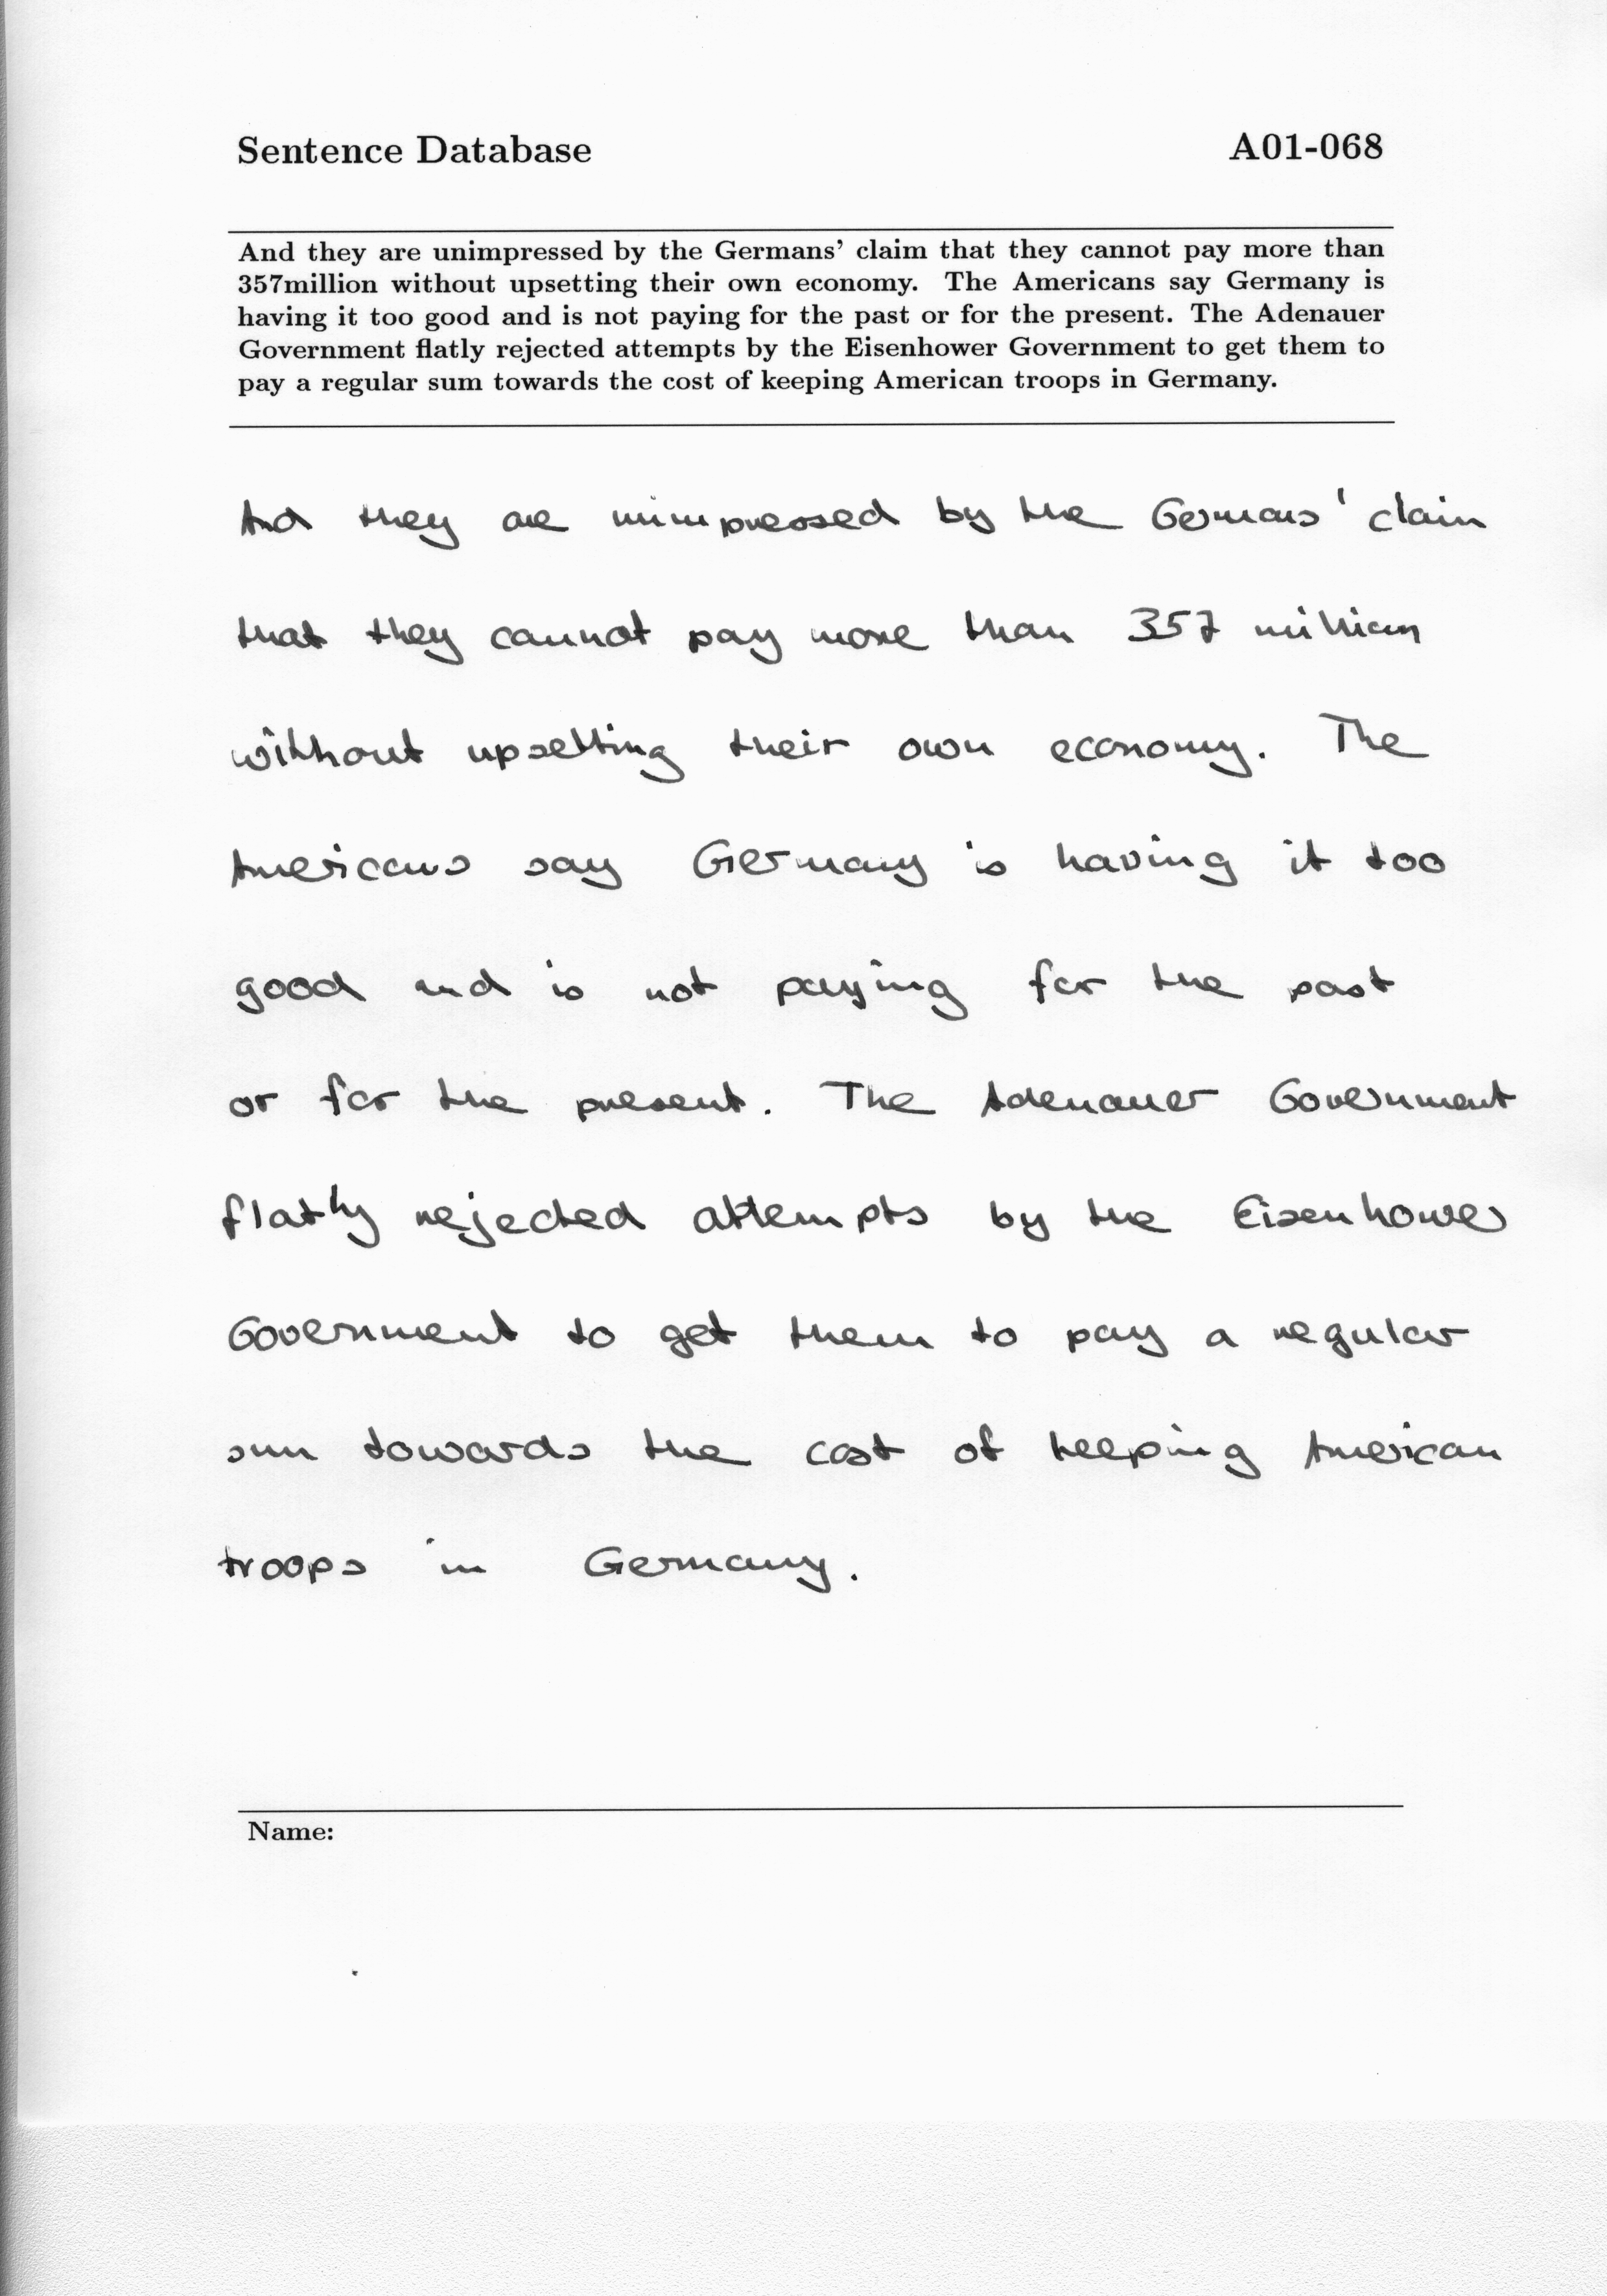 Sentence Database A01-068
And they are unimpressed by the Germans' claim that they cannot pay more than
357million without upsetting their own economy. The Americans say Germany is
having it too good and is not paying for the past or for the present. The Adenauer
Government flatly rejected attempts by the Eisenhower Government to get them to
pay a regular sum towards the cost of keeping American troops in Germany.
And they are unimpressed by the Germans' claim
that they cannot pay more than 357 million
without upsetting their own economy. The
Americans say Germany is having it too
good and is not paying for the past
or for the present. The Adenauer Government
flatly rejected attempts by the Eisenhower
Government to get them to pay a regular
sum towards the cost of keeping American
troops in Germany.
Name: